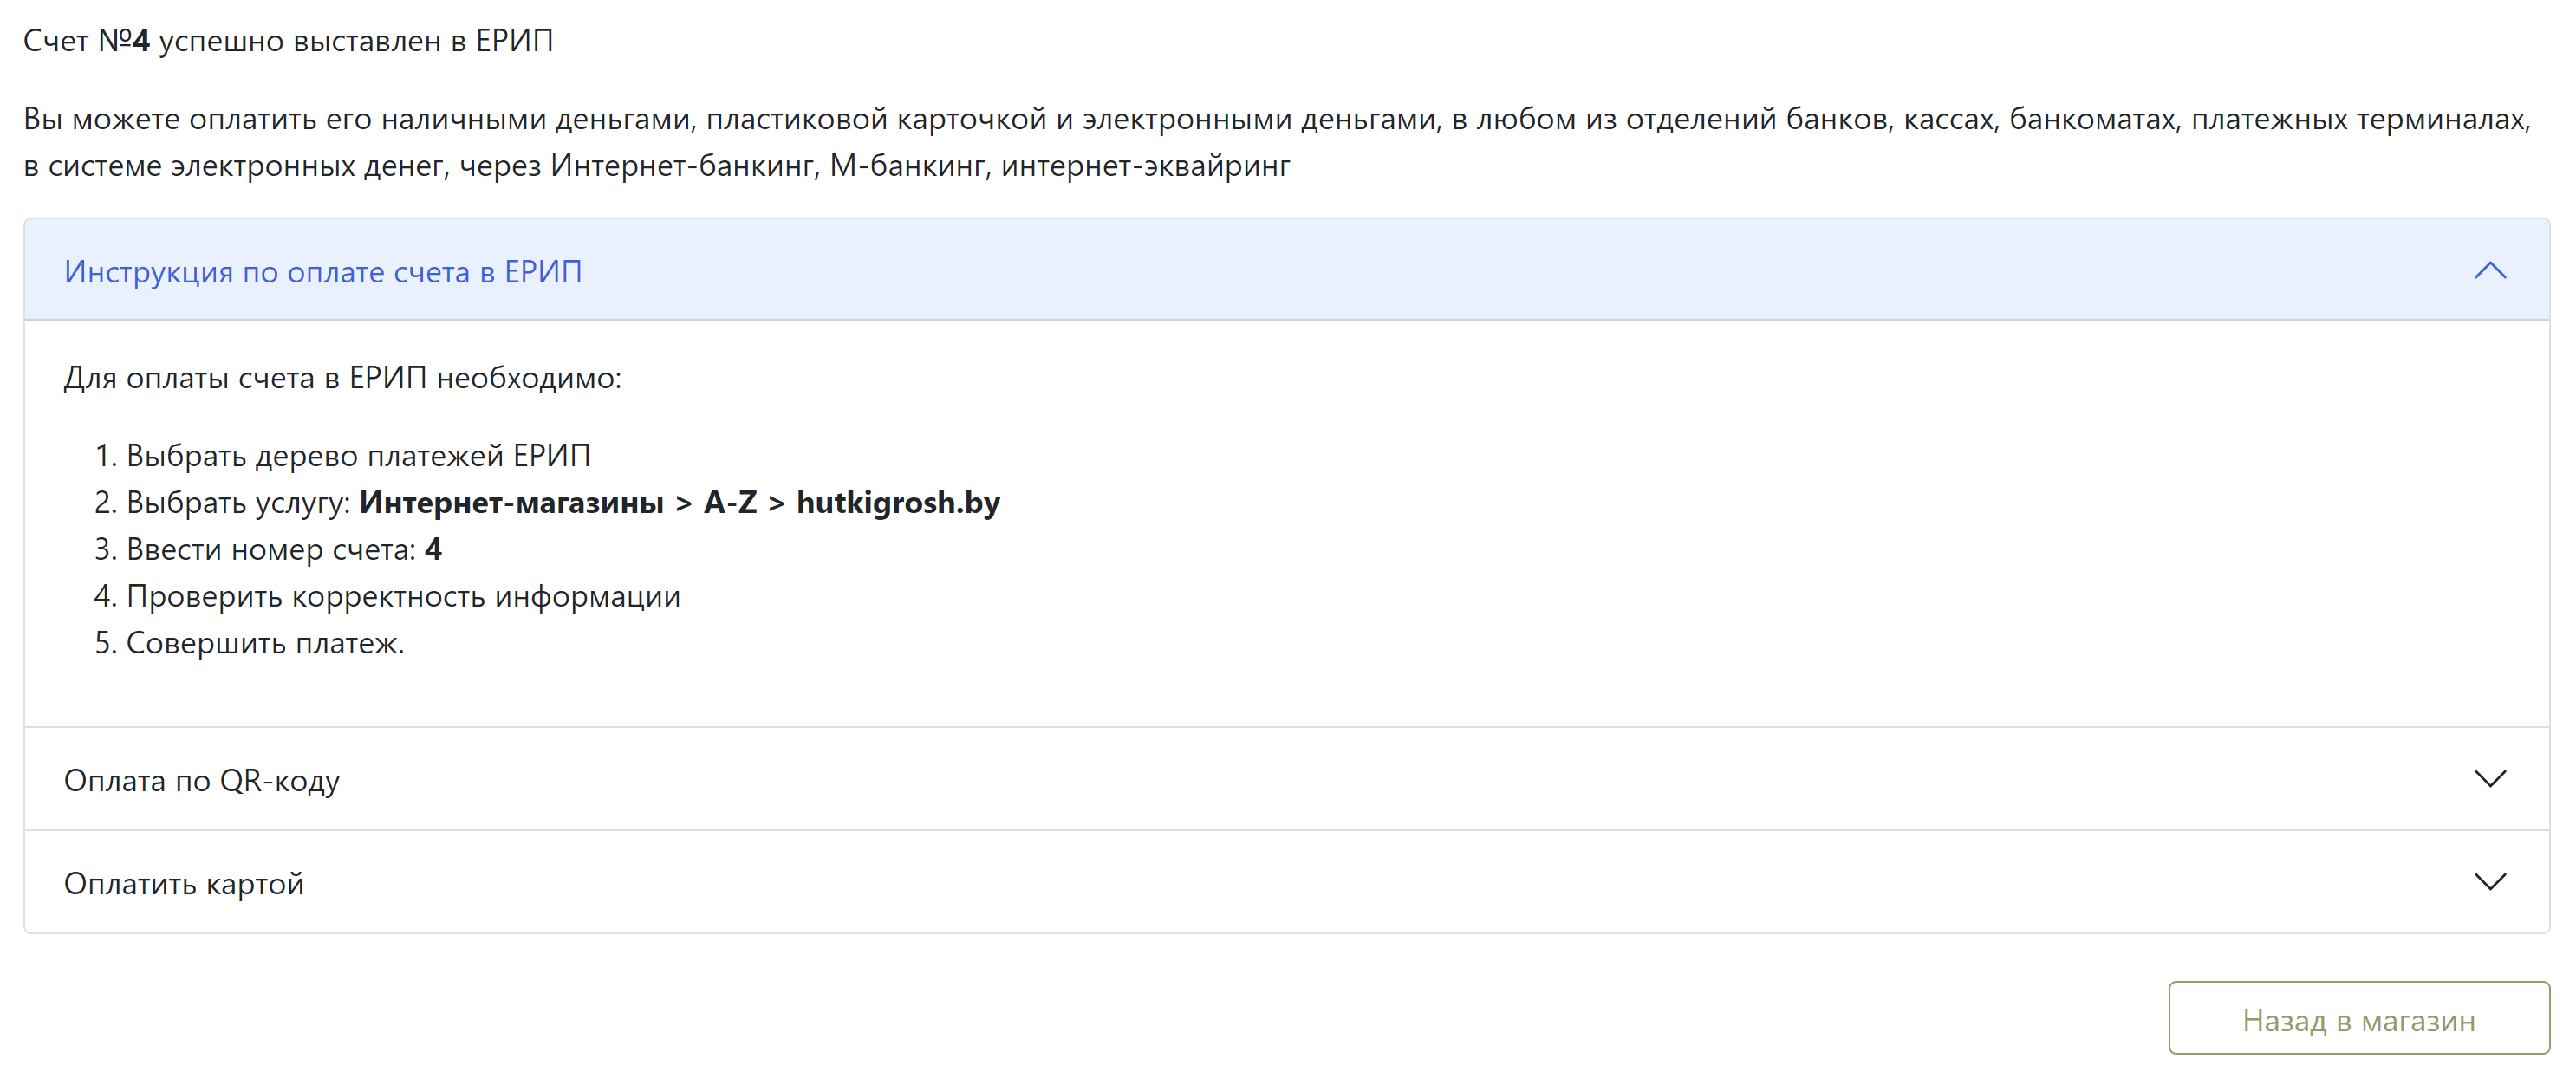 Счет №4 успешно выставлен в ЕРИП
Вы можете оплатить его наличными деньгами, пластиковой карточкой и электронными деньгами, в любом из отделений банков, кассах, банкоматах, платежных терминалах,
в системе электронных денег, через Интернет-банкинг, М-банкинг, интернет-эквайринг
Инструкция по оплате счета в ЕРИП
Для оплаты счета в ЕРИП необходимо:
1. Выбрать дерево платежей ЕРИП
2. Выбрать услугу: Интернет-магазины > A-Z > hutkigrosh.by
3. Ввести номер счета: 4
4. Проверить корректность информации
5. Совершить платеж.
Оплата по QR-коду
Оплатить картой
Назад в магазин